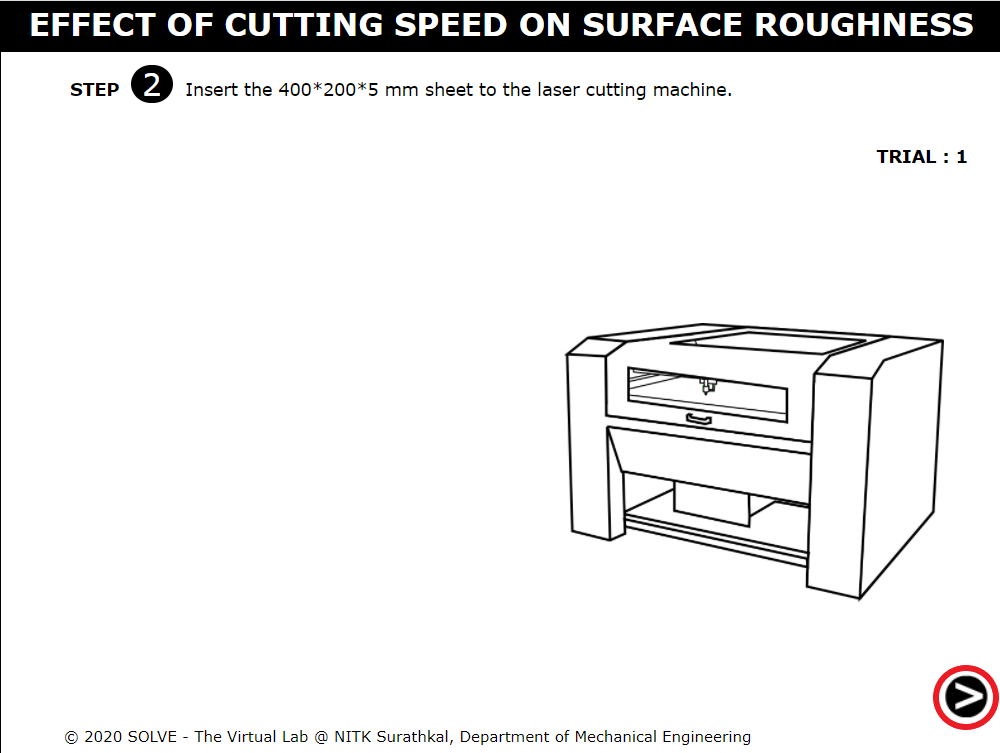 EFFECT OF CUTTING SPEED ON SURFACE ROUGHNESS
STEP 2 Insert the 400*200*5 mm sheet to the laser cutting machine.
TRIAL : 1
© 2020 SOLVE - The Virtual Lab @ NITK Surathkal, Department of Mechanical Engineering